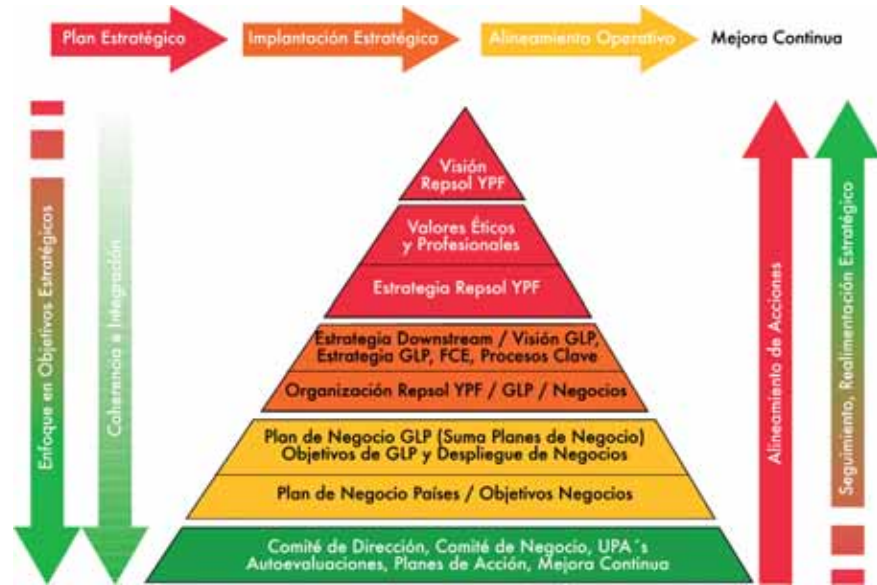 Plan Estratégico
Implantación Estratégica
Alineamiento Operativo
Mejora Continua
Enfoque en Objetivos Estratégicos
Coherencia e Integración
Visión
Repsol YPF
Valores Éticos
y Profesionales
Estrategia Repsol YPF
Estrategia Downstream / Visión GLP,
Estrategia GLP, FCE, Procesos Clave
Organización Repsol YPF / GLP / Negocios
Plan de Negocio GLP (Suma Planes de Negocio)
Objetivos de GLP y Despliegue de Negocios
Plan de Negocio Países / Objetivos Negocios
Comité de Dirección, Comité de Negocio, UPA´s
Autoevaluaciones, Planes de Acción, Mejora Continua
Alineamiento de Acciones
Seguimiento, Realimentación Estratégico